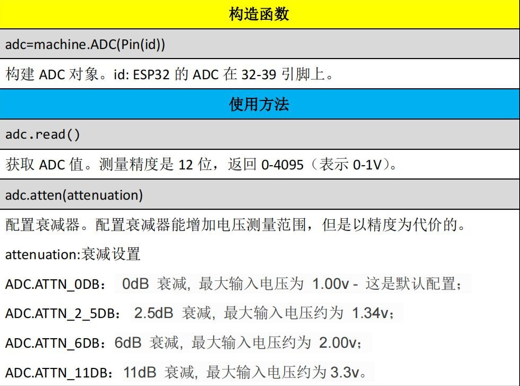 构造函数
adc=machine.ADC(Pin(id))
构建 ADC 对象。id: ESP32 的 ADC 在 32-39 引脚上。
使用方法
adc.read()
获取 ADC 值。测量精度是 12 位，返回 0-4095（表示 0-1V）。
adc.atten(attenuation)
配置衰减器。配置衰减器能增加电压测量范围，但是以精度为代价的。
attenuation:衰减设置
ADC.ATTN_0DB： 0dB 衰减, 最大输入电压为 1.00v - 这是默认配置；
ADC.ATTN_2_5DB： 2.5dB 衰减, 最大输入电压约为 1.34v；
ADC.ATTN_6DB：6dB 衰减, 最大输入电压约为 2.00v；
ADC.ATTN_11DB：11dB 衰减, 最大输入电压约为3.3v。